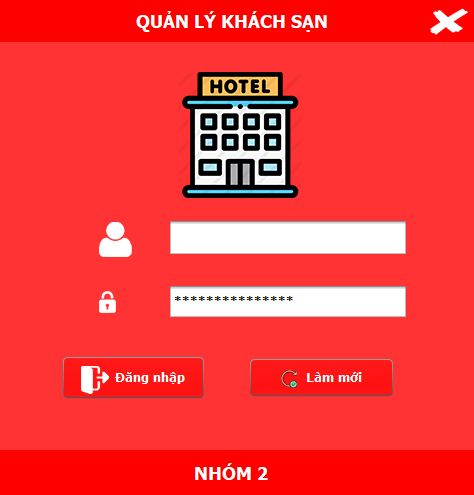 QUẢN LÝ KHÁCH SẠN
HOTEL
***************
Đăng nhập
Làm mới
NHÓM 2